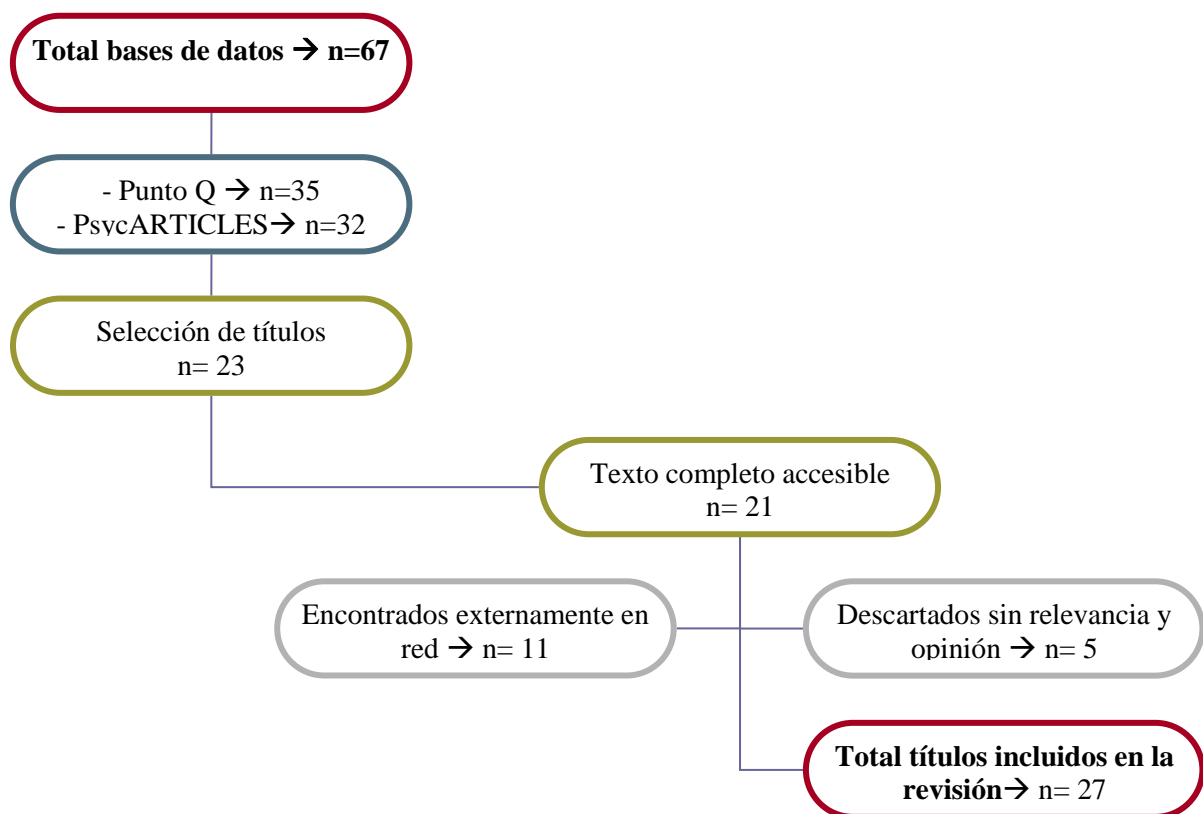 Total bases de datos → n=67
- Punto Q → n=35
- PsycARTICLES→ n=32
Selección de títulos
n= 23
Texto completo accesible
n= 21
Encontrados externamente en
red → n= 11
Descartados sin relevancia y
opinión → n= 5
Total títulos incluidos en la
revisión→ n= 27